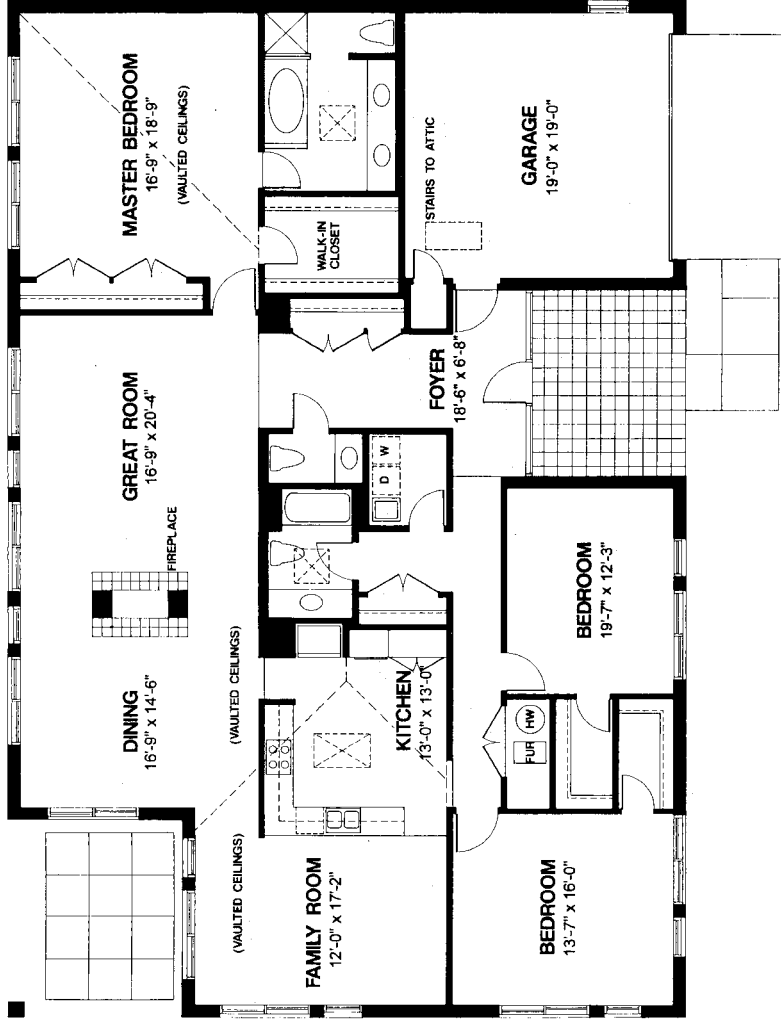 MASTER BEDROOM
16'-9" x 18'-9"
(VAULTED CEILINGS)
WALK-IN
CLOSET
STAIRS TO ATTIC
GARAGE
19'-0" x 19'-0"
GREAT ROOM
16'-9" x 20'-4"
FIREPLACE
FOYER
18'-6" x 6'-8"
D W
DINING
16'-9" x 14'-6"
(VAULTED CEILINGS)
KITCHEN
13'-0" x 13'-0"
BEDROOM
19'-7" x 12'-3"
FUR
HW
(VAULTED CEILINGS)
FAMILY ROOM
12'-0" x 17'-2"
BEDROOM
13'-7" x 16'-0"